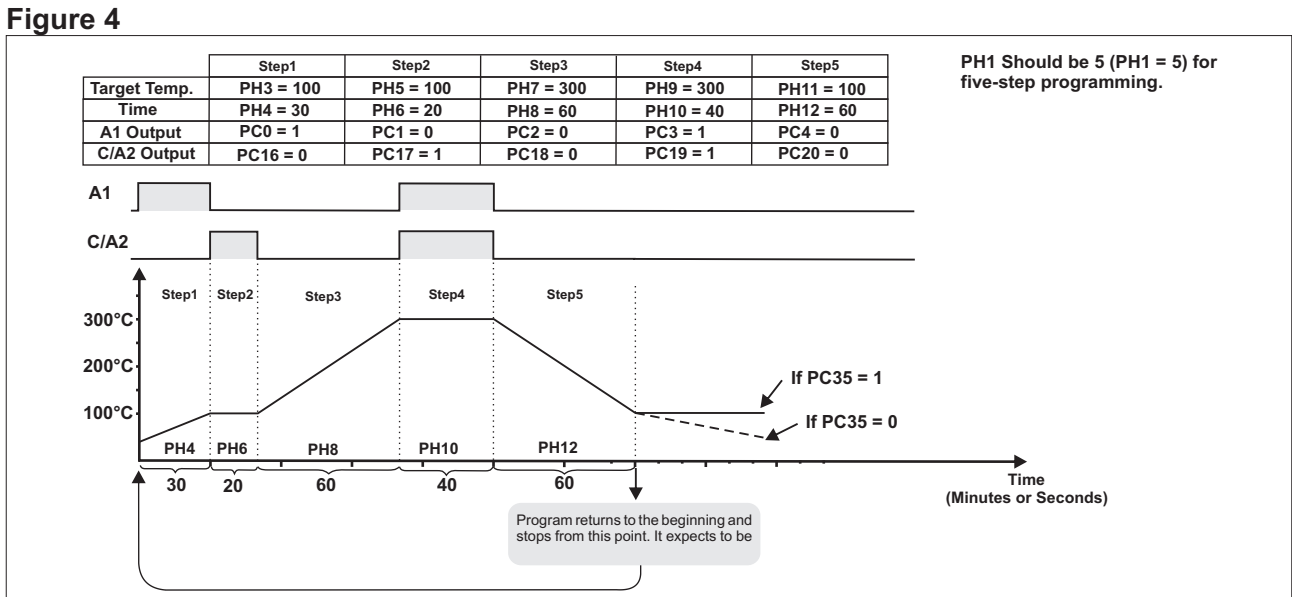 Figure 4
Step1 Step2 Step3 Step4 Step5
Target Temp. PH3 = 100 PH5 = 100 PH7 = 300 PH9 = 300 PH11 = 100
Time PH4 = 30 PH6 = 20 PH8 = 60 PH10 = 40 PH12 = 60
A1 Output PC0 = 1 PC1 = 0 PC2 = 0 PC3 = 1 PC4 = 0
C/A2 Output PC16 = 0 PC17 = 1 PC18 = 0 PC19 = 1 PC20 = 0
PH1 Should be 5 (PH1 = 5) for
five-step programming.
A1
C/A2
Step1 Step2 Step3 Step4 Step5
300°C
200°C
100°C
If PC35 = 1
If PC35 = 0
PH4 PH6 PH8 PH10 PH12
30 20 60 40 60
Time
(Minutes or Seconds)
Program returns to the beginning and
stops from this point. It expects to be